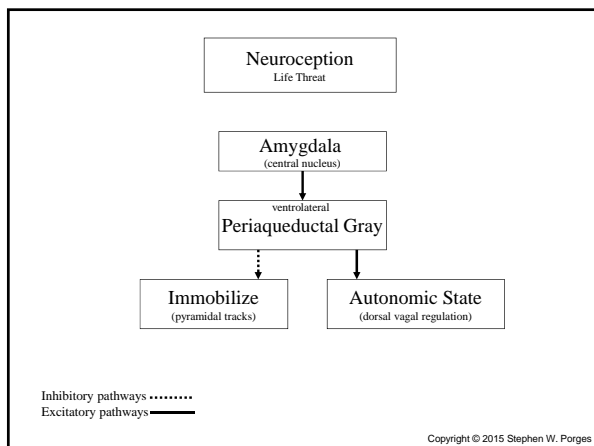 Neuroception
Life Threat
Amygdala
(central nucleus)
ventrolateral
Periaqueductal Gray
Immobilize
(pyramidal tracks)
Autonomic State
(dorsal vagal regulation)
Inhibitory pathways
Excitatory pathways
Copyright © 2015 Stephen W. Porges